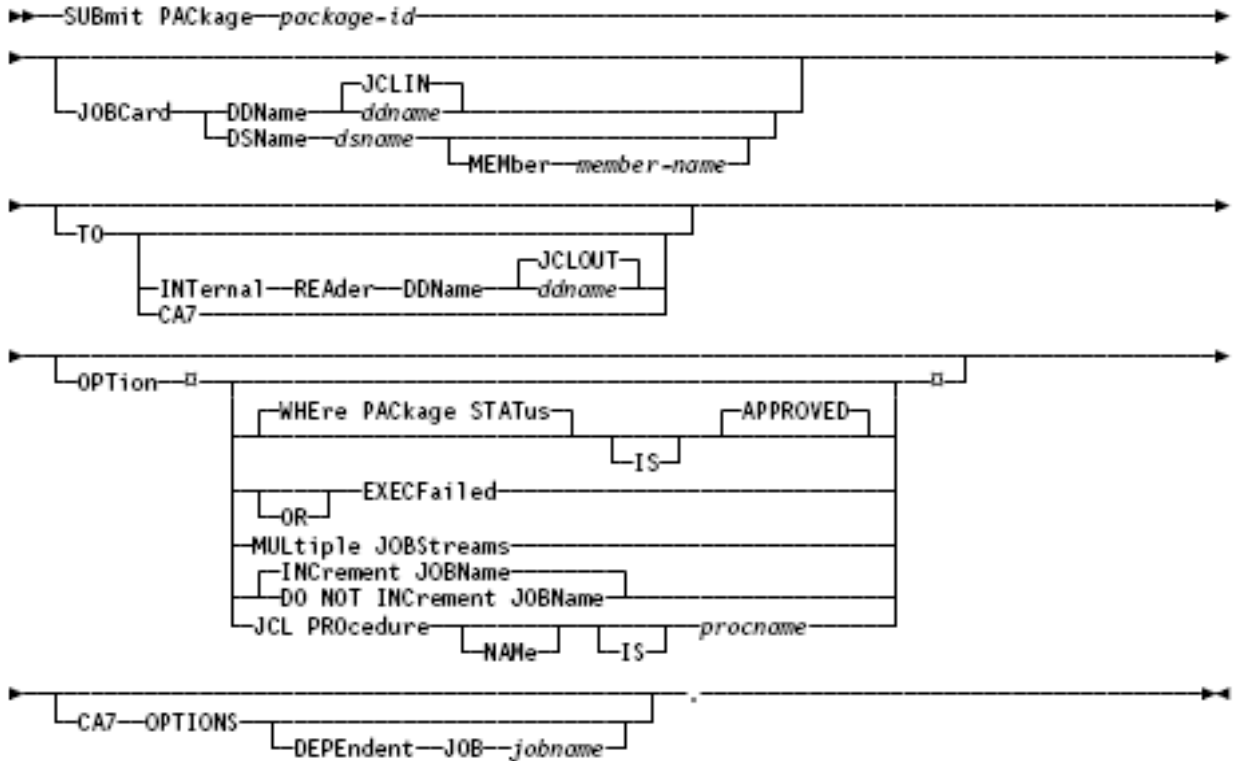 SUBmit PACkage package-id
JCLIN
JOBCard DDName ddname
DSName dsname
MEMber member-name
TO
JCLOUT
INTernal REAder DDName ddname
CA7
OPTion ¤ ¤
WHEre PACkage STATus APPROVED
IS
EXECFailed
OR
MULtiple JOBStreams
INCrement JOBName
DO NOT INCrement JOBName
JCL PROcedure procname
NAMe IS
.
CA7 OPTIONS
DEPEndent JOB jobname